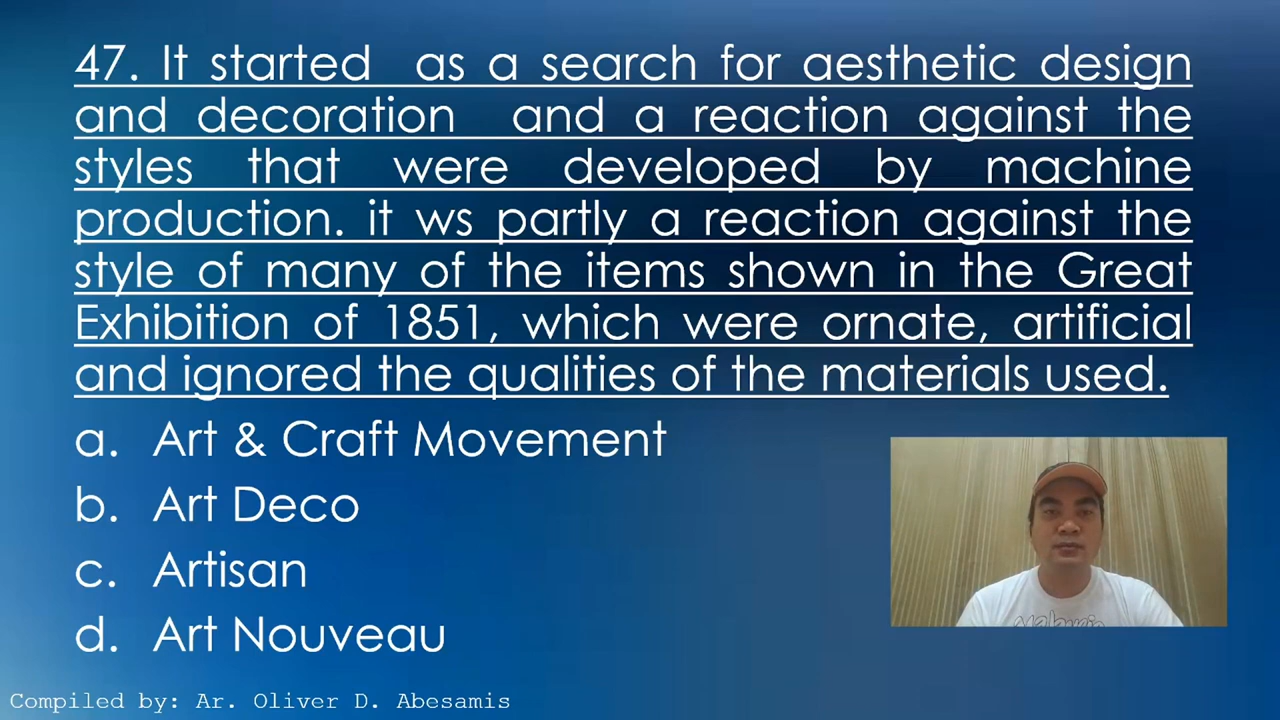 47. It started as a search for aesthetic design
and decoration and a reaction against the
styles that were developed by machine
production. it ws partly a reaction against the
style of many of the items shown in the Great
Exhibition of 1851, which were ornate, artificial
and ignored the qualities of the materials used.
a. Art & Craft Movement
b. Art Deco
c. Artisan
d. Art Nouveau
Compiled by: Ar. Oliver D. Abesamis